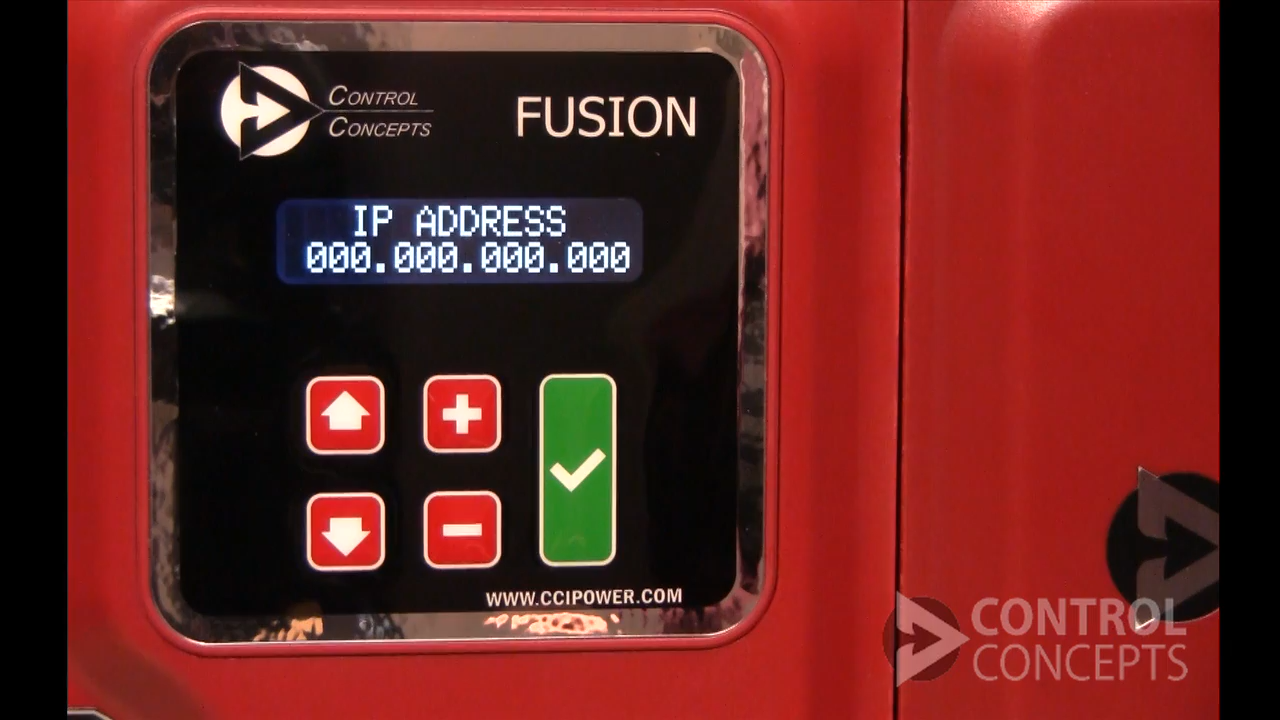 CONTROL
CONCEPTS
FUSION
IP ADDRESS
000.000.000.000
WWW.CCIPOWER.COM
CONTROL
CONCEPTS